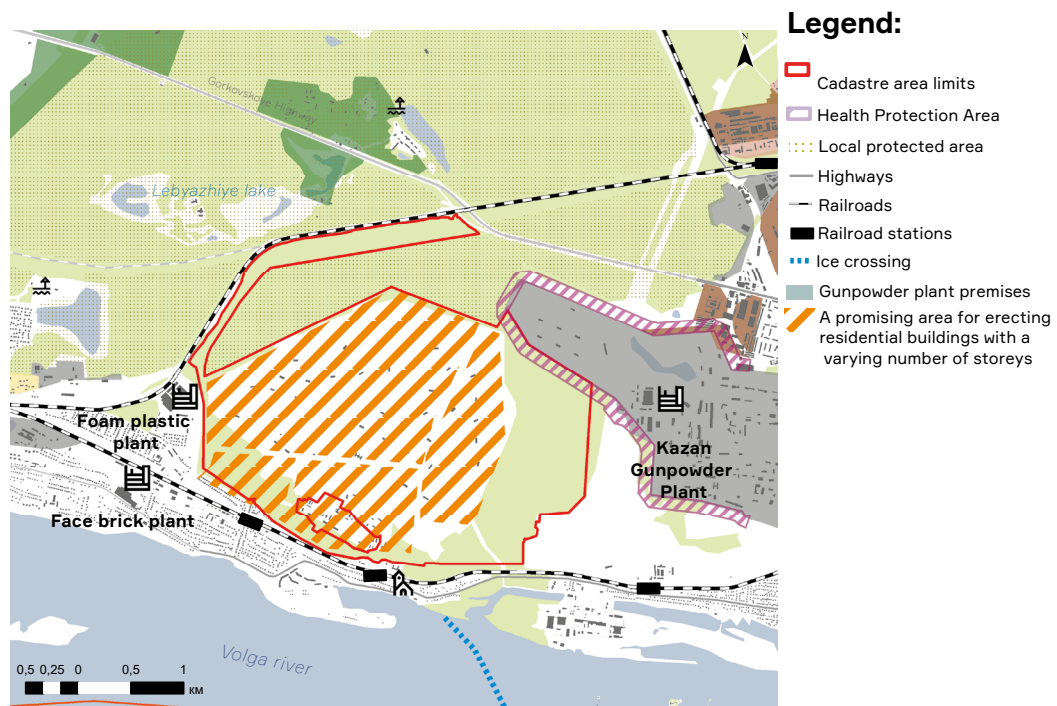 Legend:
Cadastre area limits
Health Protection Area
Local protected area
Highways
Railroads
Railroad stations
Ice crossing
Gunpowder plant premises
A promising area for erecting
residential buildings with a
varying number of storeys
N
Gorkovskoye Highway
Lebyazhiye lake
Foam plastic
plant
Face brick plant
Kazan
Gunpowder
Plant
Volga river
0,5 0,25 0 0,5 1
км